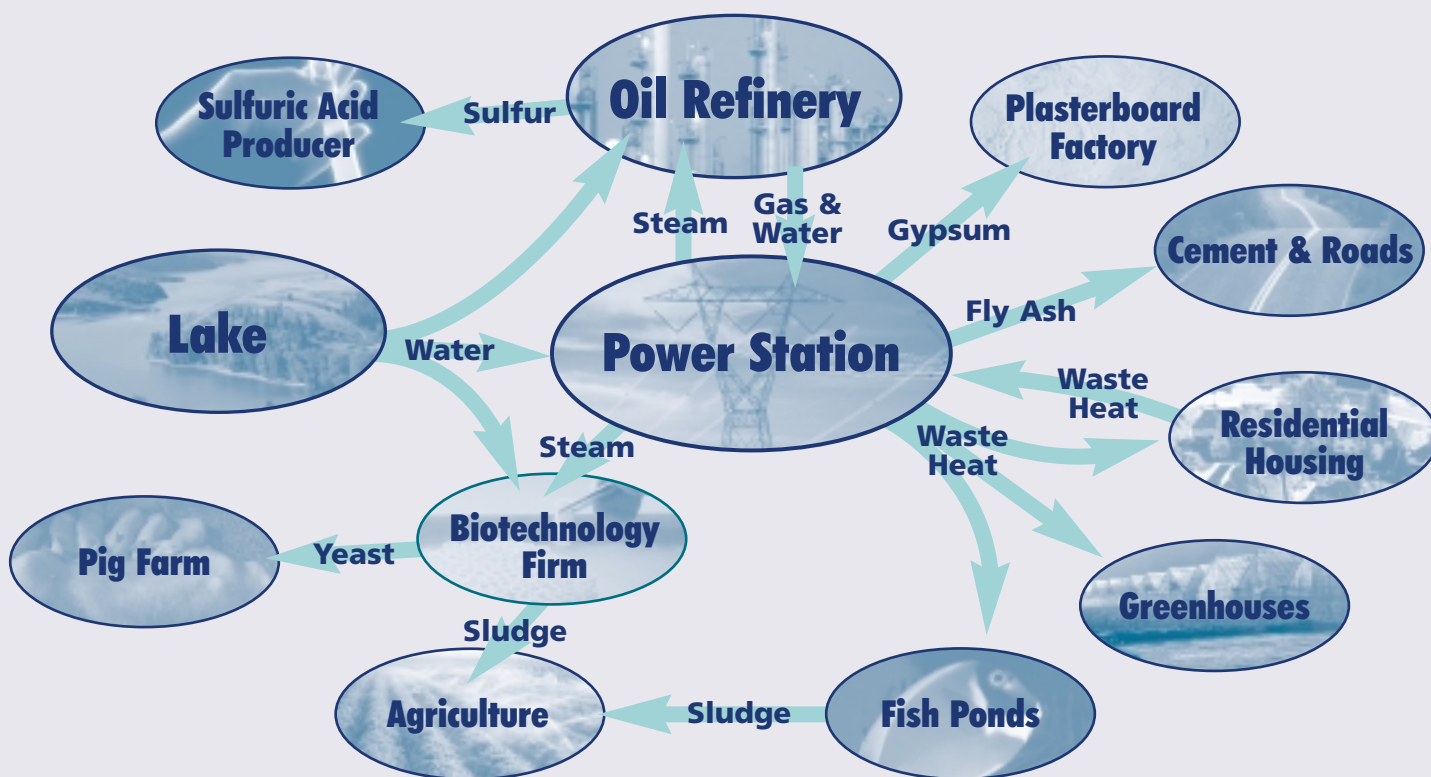 Oil Refinery
Sulfuric Acid
Producer
Sulfur
Plasterboard
Factory
Steam
Gas &
Water
Gypsum
Cement & Roads
Lake
Water
Power Station
Fly Ash
Waste
Heat
Residential
Housing
Steam
Waste
Heat
Biotechnology
Firm
Yeast
Pig Farm
Greenhouses
Sludge
Agriculture
Sludge
Fish Ponds